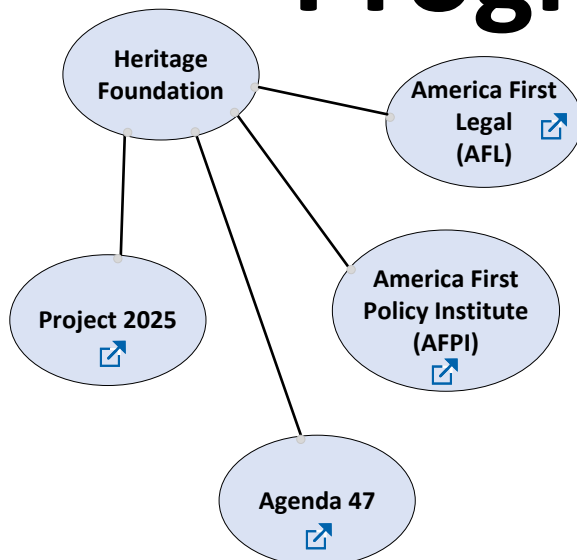 Heritage
Foundation
America First
Legal
(AFL)
America First
Policy Institute
(AFPI)
Project 2025
Agenda 47